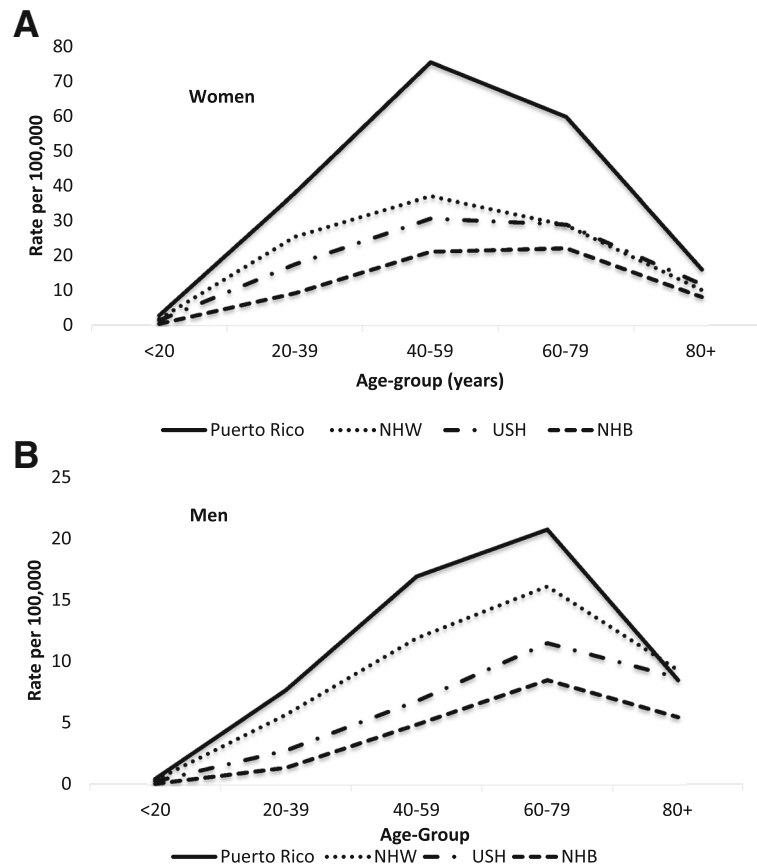 A
80
70
60
50
40
30
20
10
0
Rate per 100,000
Women
<20 20-39 40-59 60-79 80+
Age-group (years)
Puerto Rico NHW USH NHB
B
25
20
15
10
5
0
Rate per 100,000
Men
<20 20-39 40-59 60-79 80+
Age-Group
Puerto Rico NHW USH NHB